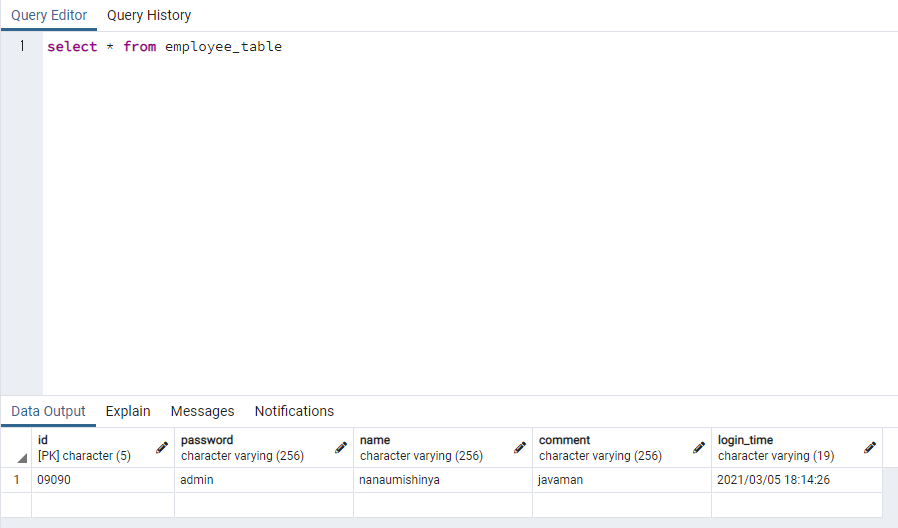 Query Editor Query History
1 select * from employee_table
Data Output Explain Messages Notifications
id password name comment login_time
[PK] character (5) character varying (256) character varying (256) character varying (256) character varying (19)
1 09090 admin nanaumishinya javaman 2021/03/05 18:14:26